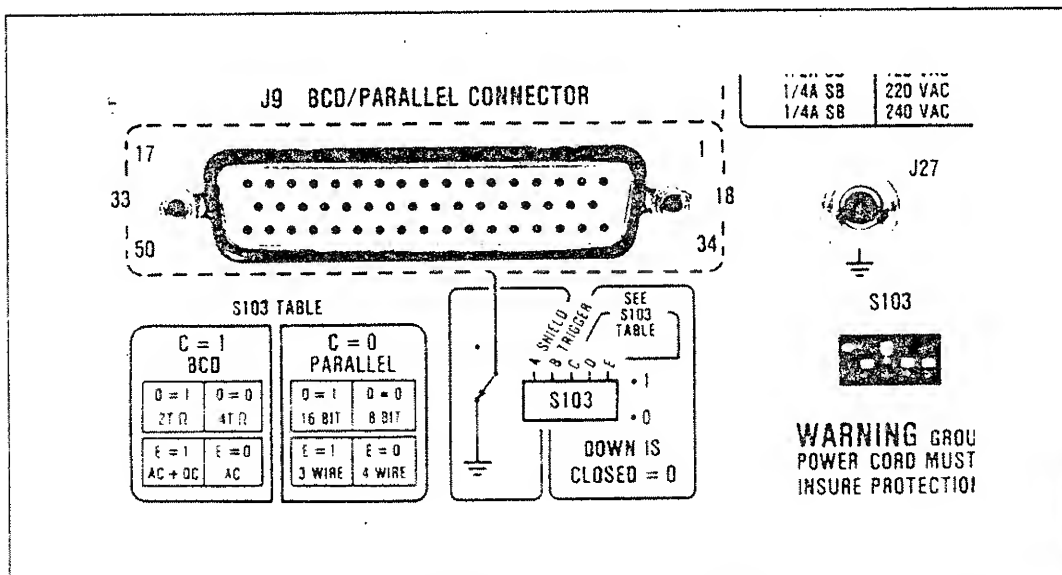 J9 BCD/PARALLEL CONNECTOR
1/4A SB 220 VAC
1/4A SB 240 VAC
17
1
33
18
50
34
J27
S103 TABLE
C = 1
BCD
D = 1
2T Ω
D = 0
4T Ω
E = 1
AC + DC
E = 0
AC
C = 0
PARALLEL
D = 1
16 BIT
D = 0
8 BIT
E = 1
3 WIRE
E = 0
4 WIRE
SHIELD
TRIGGER
SEE
S103
TABLE
A B C D E
S103
1
0
DOWN IS
CLOSED = 0
S103
WARNING GROU
POWER CORD MUST
INSURE PROTECTION